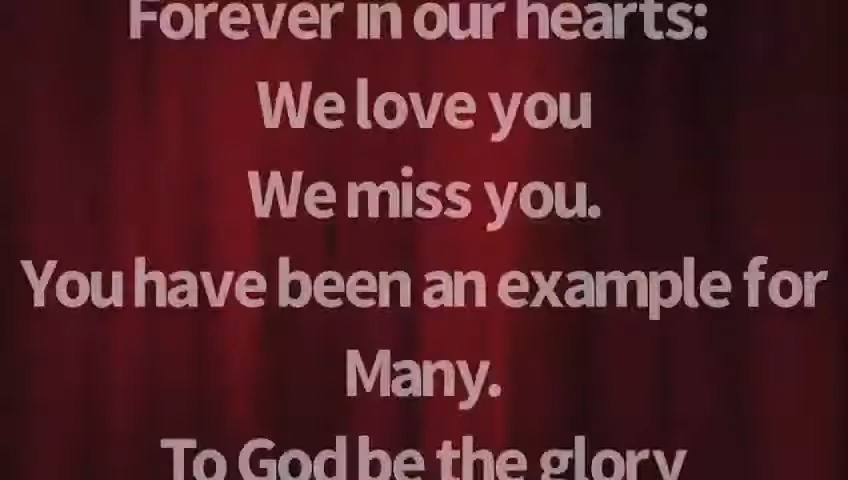 Forever in our hearts:
We love you
We miss you.
You have been an example for
Many.
To God be the glory